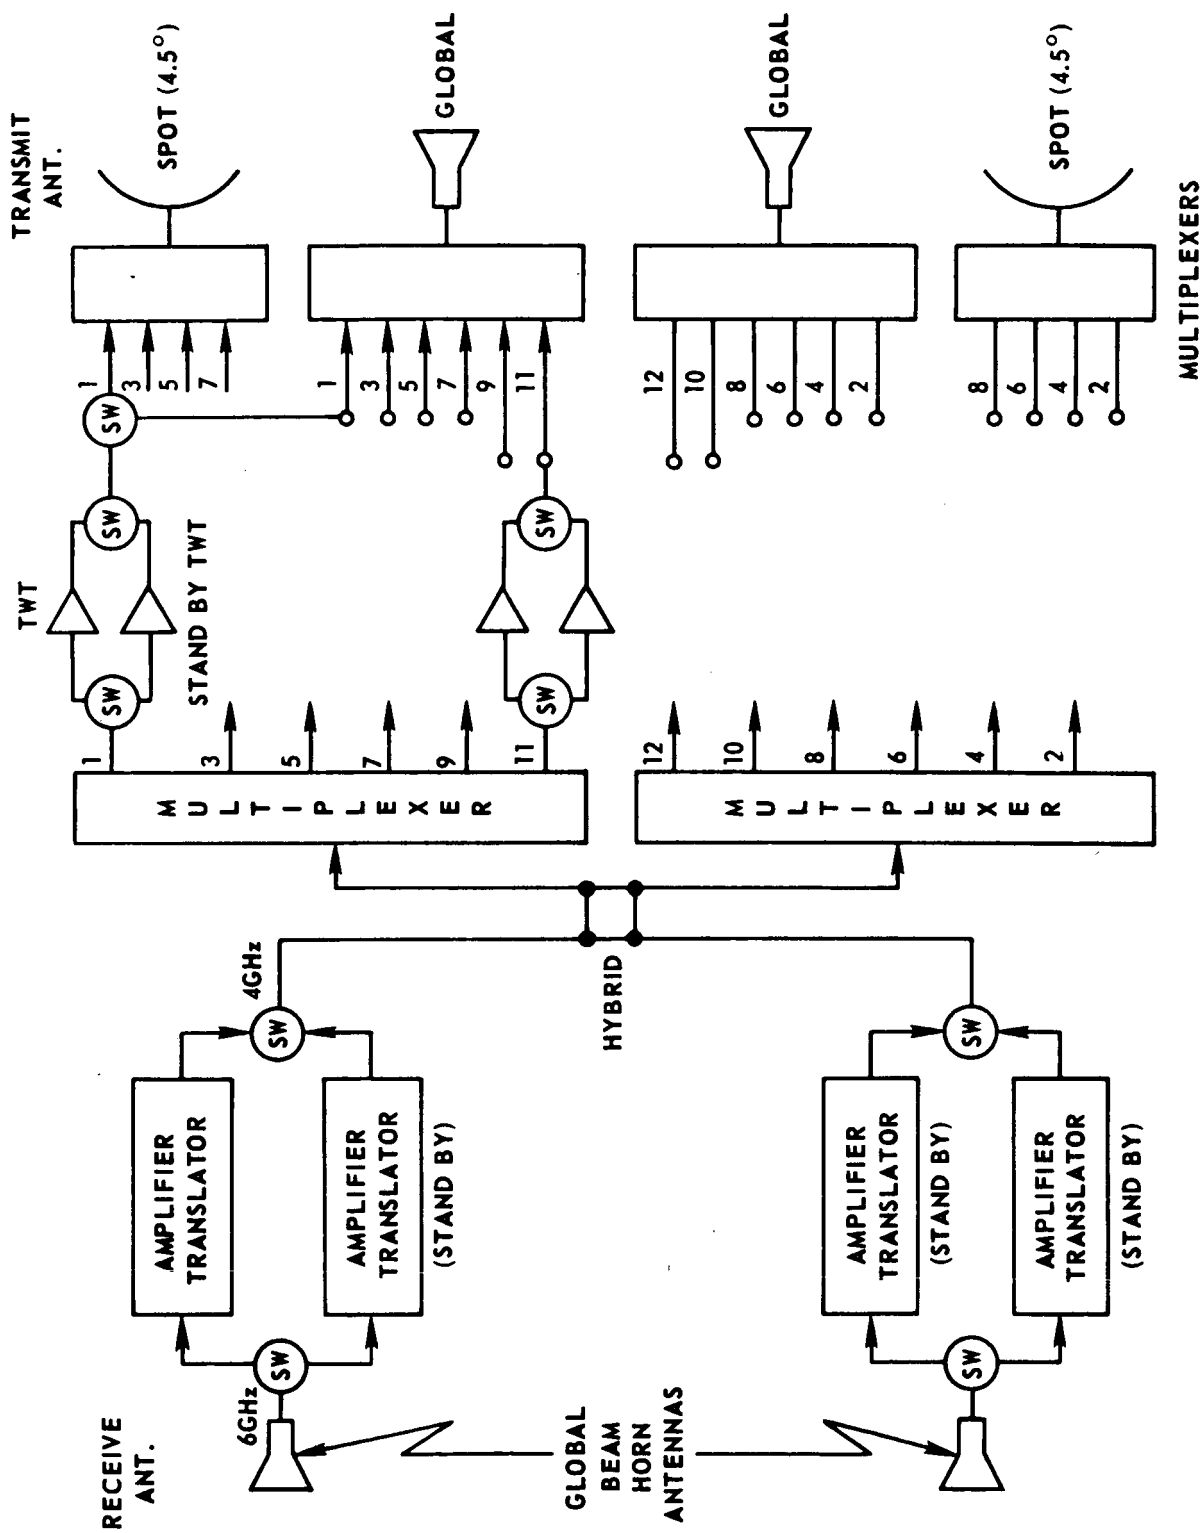 RECEIVE
ANT.
6GHz
SW
AMPLIFIER
TRANSLATOR
AMPLIFIER
TRANSLATOR
(STAND BY)
SW
4GHz
GLOBAL
BEAM
HORN
ANTENNAS
SW
AMPLIFIER
TRANSLATOR
(STAND BY)
AMPLIFIER
TRANSLATOR
(STAND BY)
SW
HYBRID
MULTIPLEXER
1
3
5
7
9
11
MULTIPLEXER
12
10
8
6
4
2
SW
TWT
STAND BY TWT
SW
SW
SW
SW
1
3
5
7
1
3
5
7
9
11
12
10
8
6
4
2
8
6
4
2
TRANSMIT
ANT.
SPOT (4.5°)
GLOBAL
GLOBAL
SPOT (4.5°)
MULTIPLEXERS